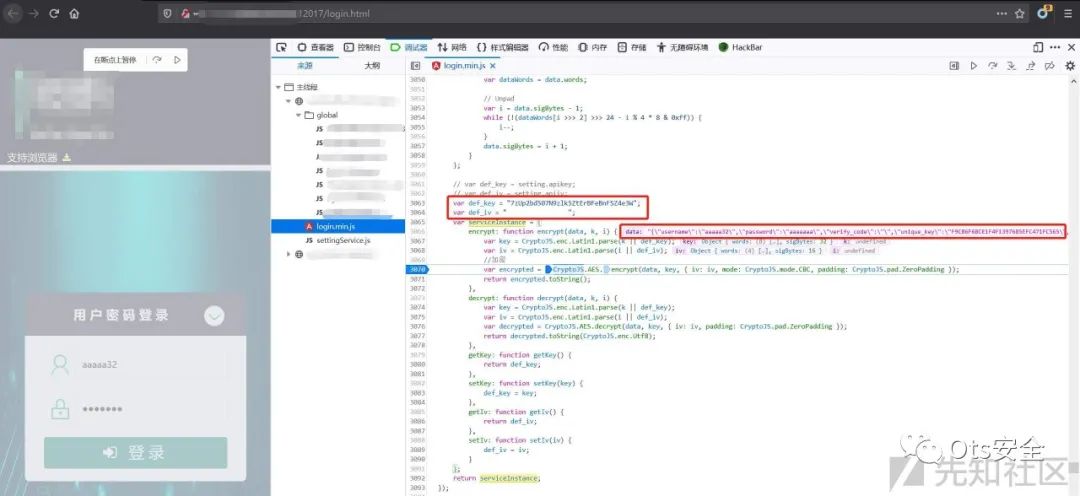 12017/login.html
查看器 控制台 调试器 网络 样式编辑器 性能 内存 存储 无障碍环境 HackBar
在断点上暂停
来源 大纲
login.min.js
主线程
global
JS
JS
JS
JS
JS
JS
login.min.js
JS settingService.js
支持浏览器
用户密码登录
aaaaa32
•••••••
登录
3050 var dataWords = data.words;
3051
3052 // Unpad
3053 var i = data.sigBytes - 1;
3054 while (!(dataWords[i >>> 2] >>> 24 - i % 4 * 8 & 0xff)) {
3055 i--;
3056 }
3057 data.sigBytes = i + 1;
3058 }
3059 };
3060
3061 // var def_key = setting.apikey;
3062 // var def_iv = setting.apiiv;
3063 var def_key = "
3064 var def_iv = " ";
3065 var serviceInstance = {
3066 encrypt: function encrypt(data, k, i) { data: "{\"username\":\"aaaaa32\",\"password\":\"aaaaaaa\",\"verify_code\":\"\",\"unique_key\":\"
3067 var key = CryptoJS.enc.Latin1.parse(k || def_key); key: Object { words: (8) […], sigBytes: 32 } k: undefined
3068 var iv = CryptoJS.enc.Latin1.parse(i || def_iv); iv: Object { words: (4) […], sigBytes: 16 } i: undefined
3069 //加密
3070 var encrypted = CryptoJS.AES.encrypt(data, key, { iv: iv, mode: CryptoJS.mode.CBC, padding: CryptoJS.pad.ZeroPadding });
3071 return encrypted.toString();
3072 },
3073 decrypt: function decrypt(data, k, i) {
3074 var key = CryptoJS.enc.Latin1.parse(k || def_key);
3075 var iv = CryptoJS.enc.Latin1.parse(i || def_iv);
3076 var decrypted = CryptoJS.AES.decrypt(data, key, { iv: iv, padding: CryptoJS.pad.ZeroPadding });
3077 return decrypted.toString(CryptoJS.enc.Utf8);
3078 },
3079 getKey: function getKey() {
3080 return def_key;
3081 },
3082 setKey: function setKey(key) {
3083 def_key = key;
3084 },
3085 getIv: function getIv() {
3086 return def_iv;
3087 },
3088 setIv: function setIv(iv) {
3089 def_iv = iv;
3090 }
3091 };
3092 return serviceInstance;
3093 });
Ots安全
先知社区